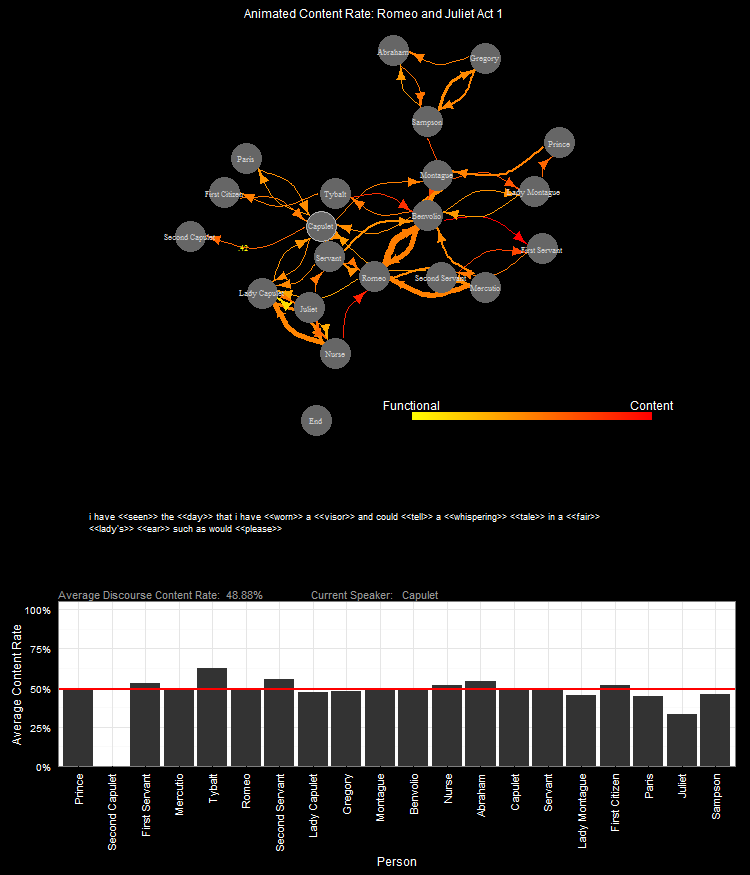 Animated Content Rate: Romeo and Juliet Act 1
Abraham
Gregory
Sampson
Prince
Paris
Montague
First Citizen
Tybalt
Lady Montague
Capulet
Benvolio
Second Capulet
+2
First Servant
Servant
Romeo
Second Servant
Mercutio
Lady Capulet
Juliet
Nurse
Functional
Content
End
i have <<seen>> the <<day>> that i have <<worn>> a <<visor>> and could <<tell>> a <<whispering>> <<tale>> in a <<fair>>
<<lady's>> <<ear>> such as would <<please>>
Average Discourse Content Rate: 48.88% Current Speaker: Capulet
100%
75%
50%
25%
0%
Average Content Rate
Prince
Second Capulet
First Servant
Mercutio
Tybalt
Romeo
Second Servant
Lady Capulet
Gregory
Montague
Benvolio
Nurse
Abraham
Capulet
Servant
Lady Montague
First Citizen
Paris
Juliet
Sampson
Person